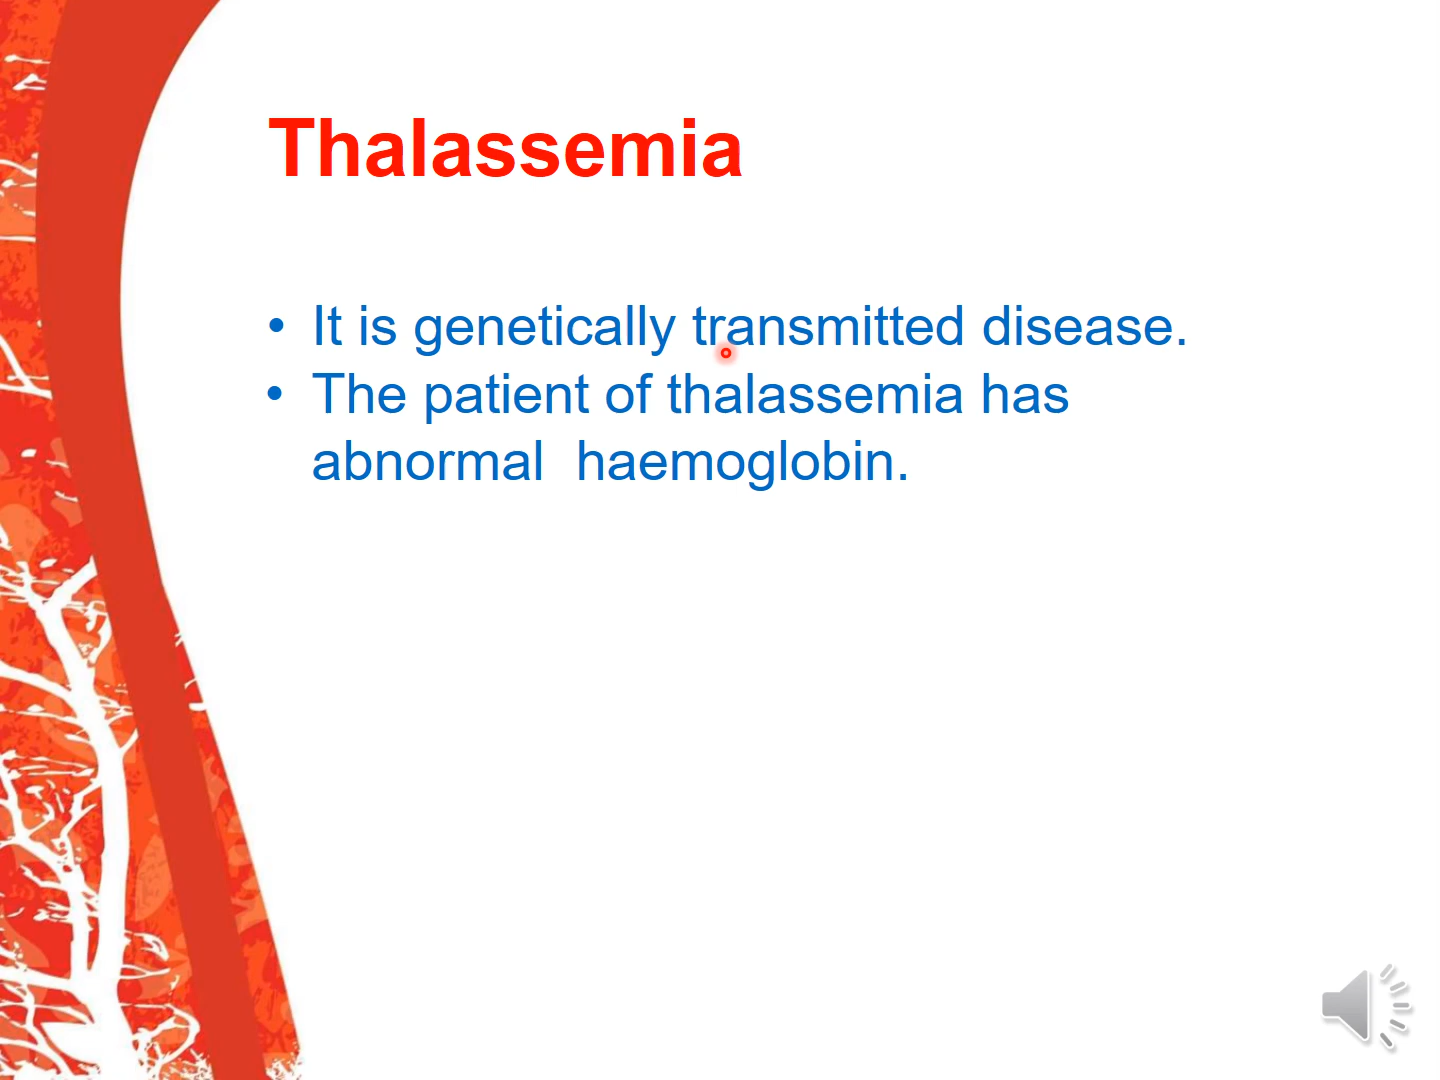 Thalassemia
• It is genetically transmitted disease.
• The patient of thalassemia has
abnormal  haemoglobin.